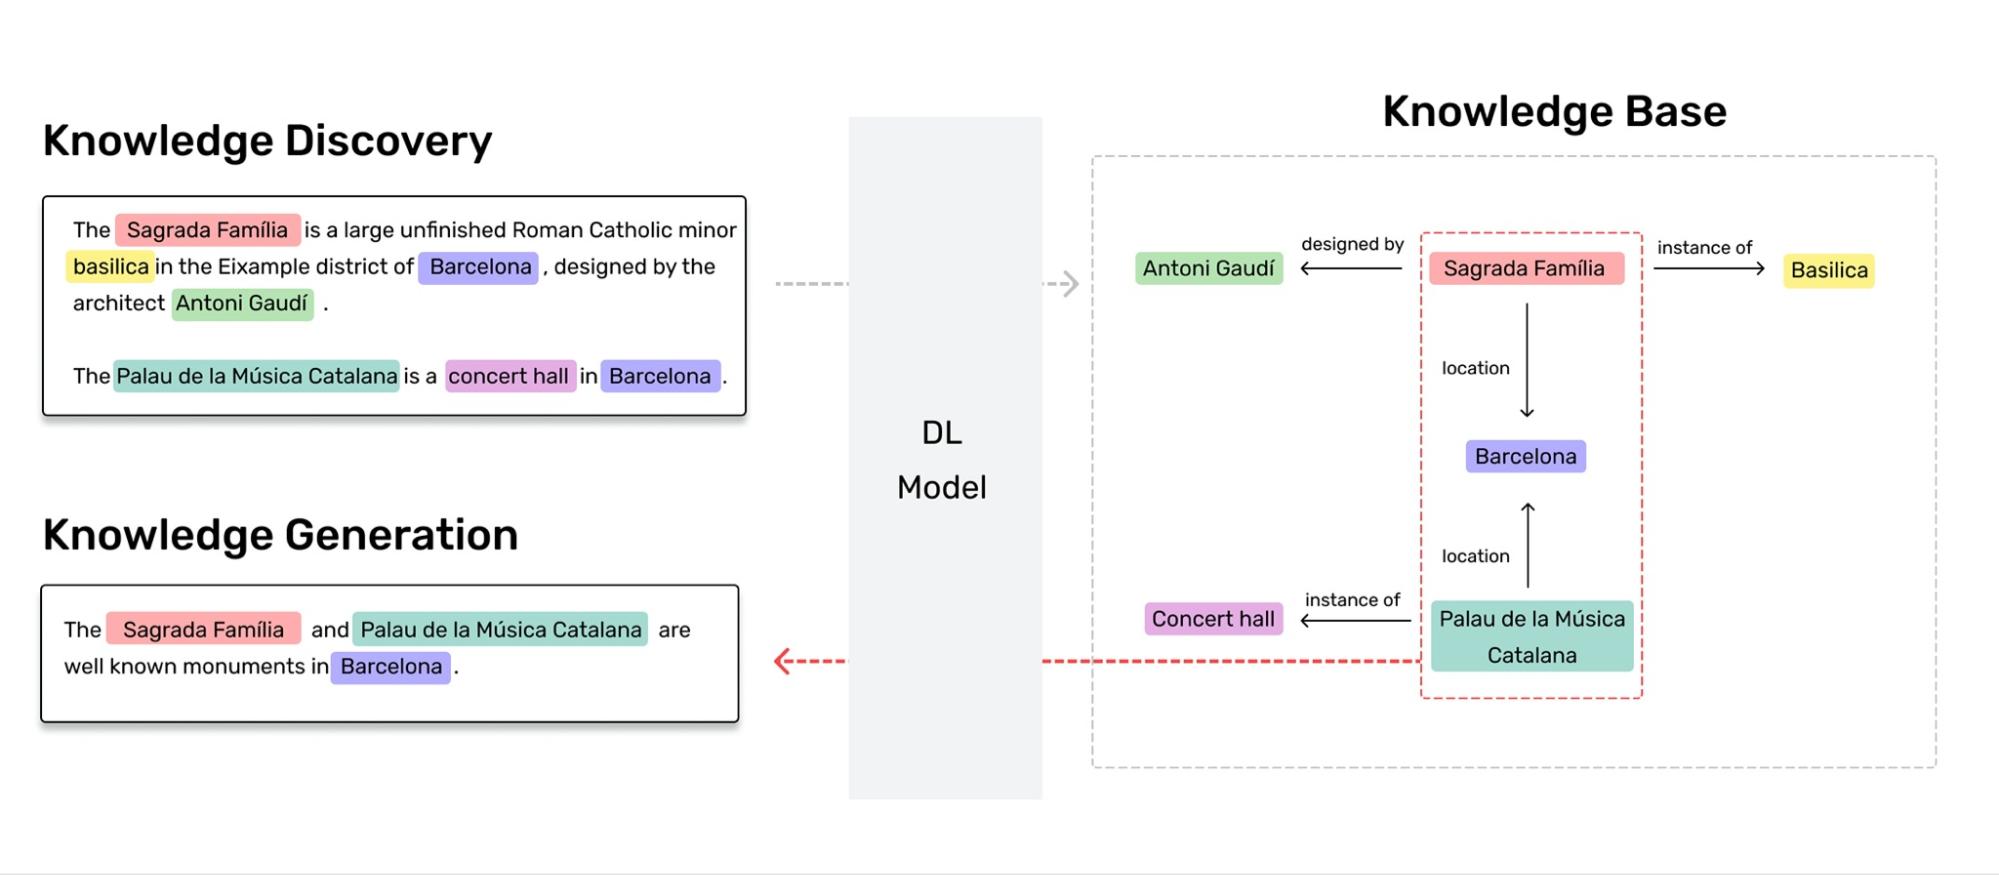 Knowledge Discovery
The Sagrada Família is a large unfinished Roman Catholic minor
basilica in the Eixample district of Barcelona , designed by the
architect Antoni Gaudí .
The Palau de la Música Catalana is a concert hall in Barcelona .
Knowledge Generation
The Sagrada Família and Palau de la Música Catalana are
well known monuments in Barcelona .
DL
Model
Knowledge Base
Antoni Gaudí
designed by
Sagrada Família
instance of
Basilica
location
Barcelona
location
Concert hall
instance of
Palau de la Música
Catalana